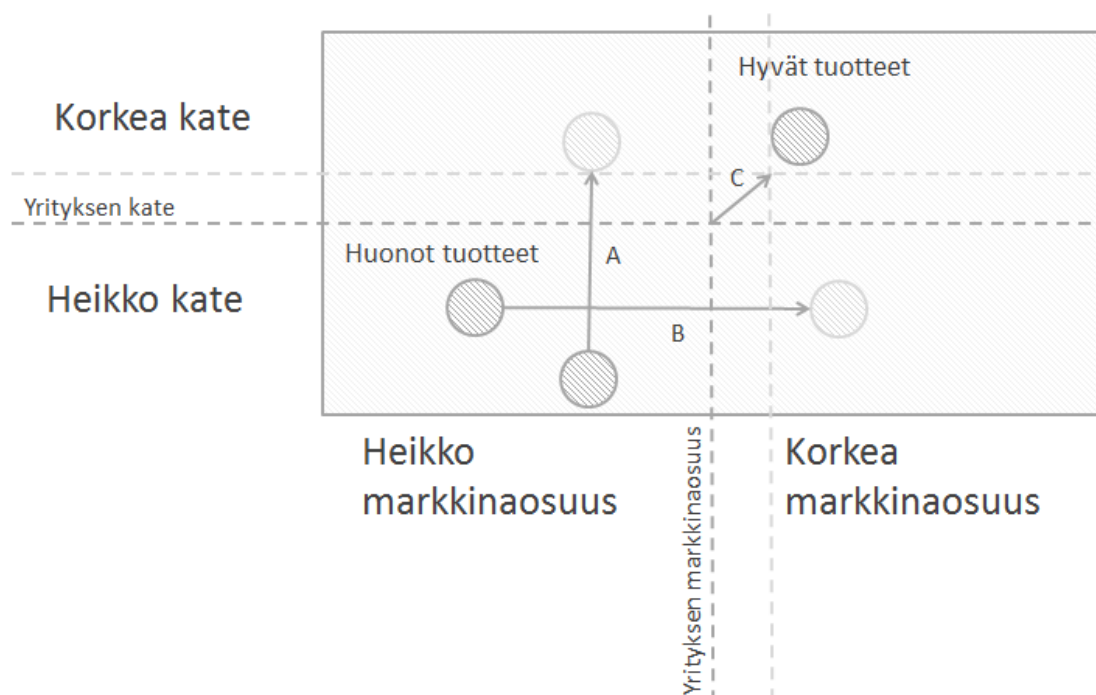 Hyvät tuotteet
Korkea kate
C
Yrityksen kate
Huonot tuotteet
A
Heikko kate
B
Heikko
markkinaosuus
Korkea
markkinaosuus
Yrityksen markkinaosuus